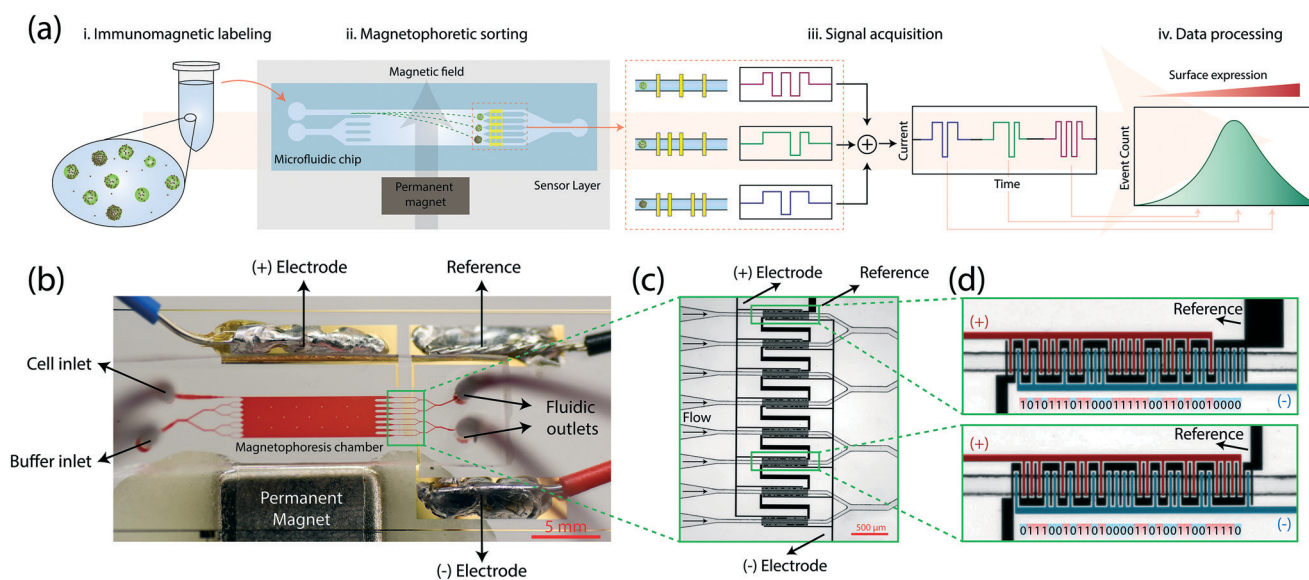 (a)
i. Immunomagnetic labeling
ii. Magnetophoretic sorting
iii. Signal acquisition
iv. Data processing
Magnetic field
Microfluidic chip
Permanent
magnet
Sensor Layer
Current
Time
Surface expression
Event Count
(b)
(+) Electrode
Reference
Cell inlet
Buffer inlet
Magnetophoresis chamber
Fluidic
outlets
Permanent
Magnet
5 mm
(-) Electrode
(c)
(+) Electrode
Reference
Flow
500 μm
(-) Electrode
(d)
Reference
(+)
(-)
1010111011000111110011010010000
Reference
(+)
(-)
0111001101101000011010011001110